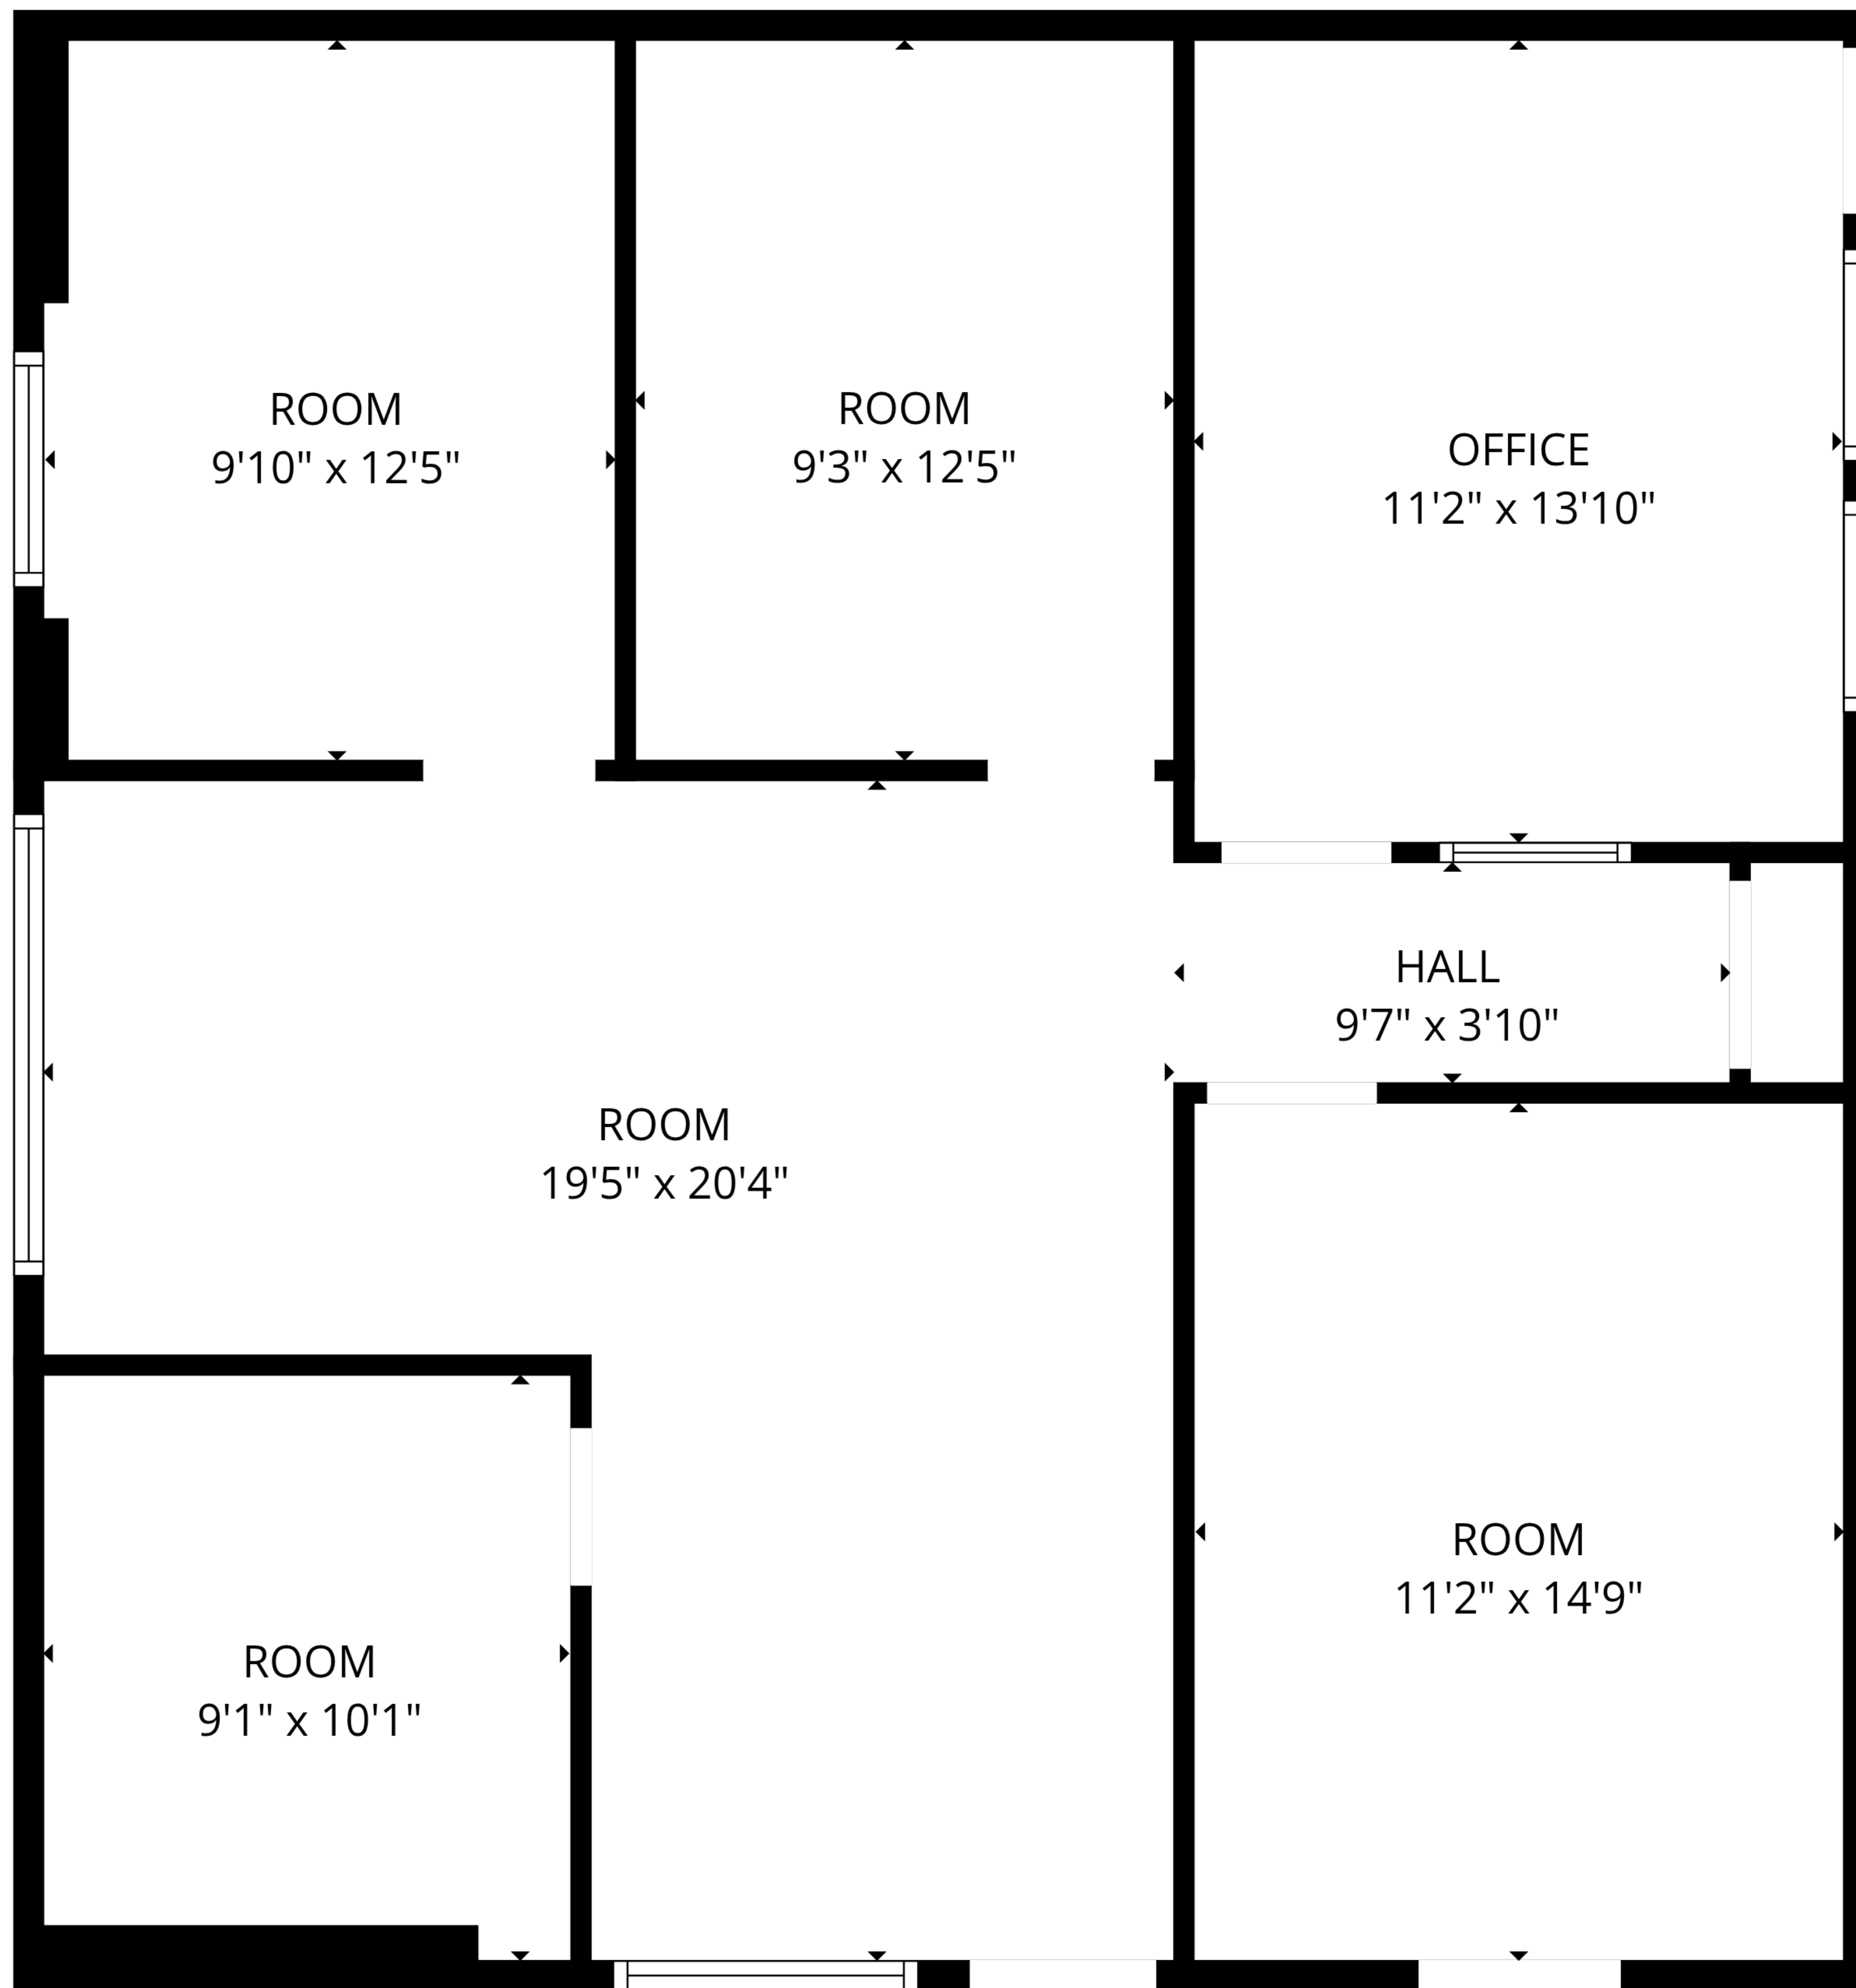 ROOM
9'10" x 12'5"
ROOM
9'3" x 12'5"
OFFICE
11'2" x 13'10"
HALL
9'7" x 3'10"
ROOM
19'5" x 20'4"
ROOM
11'2" x 14'9"
ROOM
9'1" x 10'1"